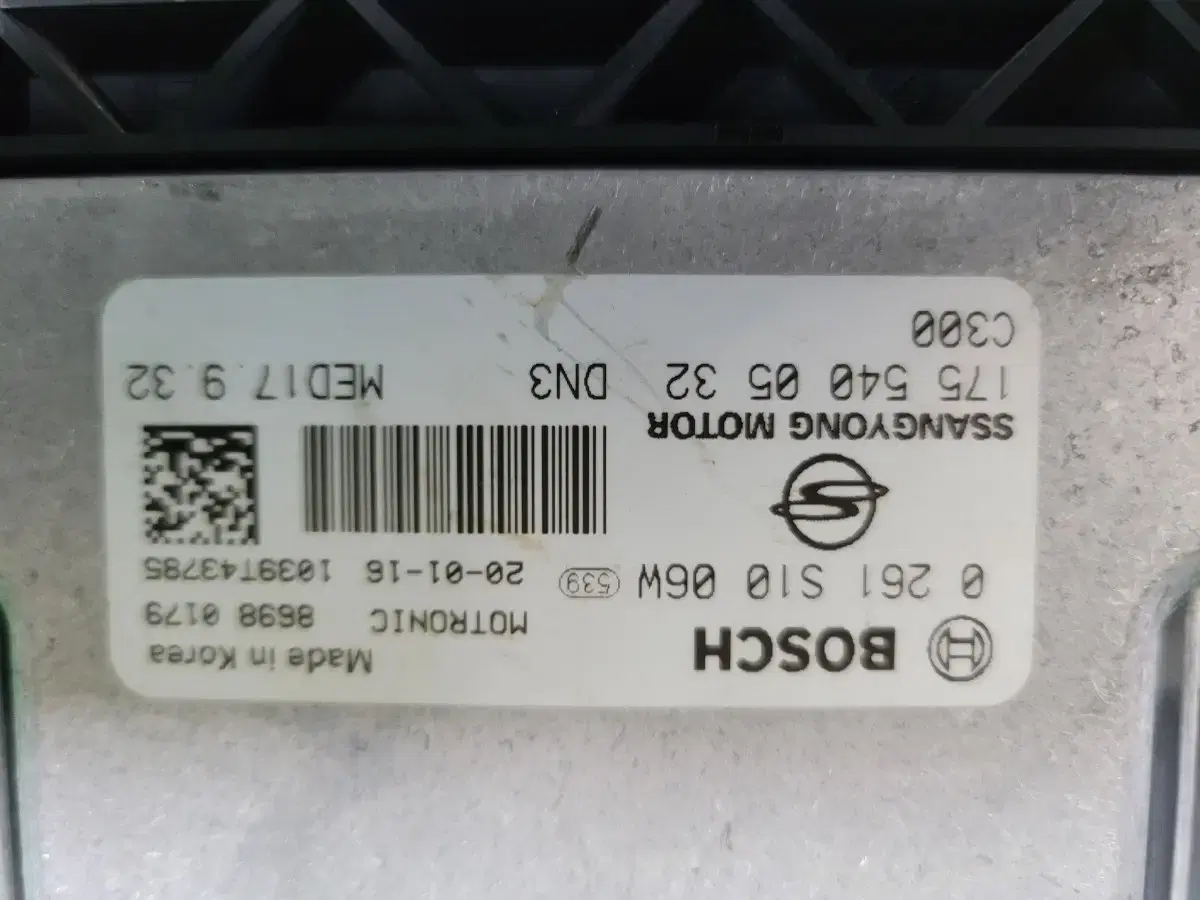 BOSCH
Made in Korea
MOTRONIC 8698 0179
0 261 S10 06W 539 20-01-16 1039T43785
SSANGYONG MOTOR
175 540 05 32 DN3 MED17.9.32
C300